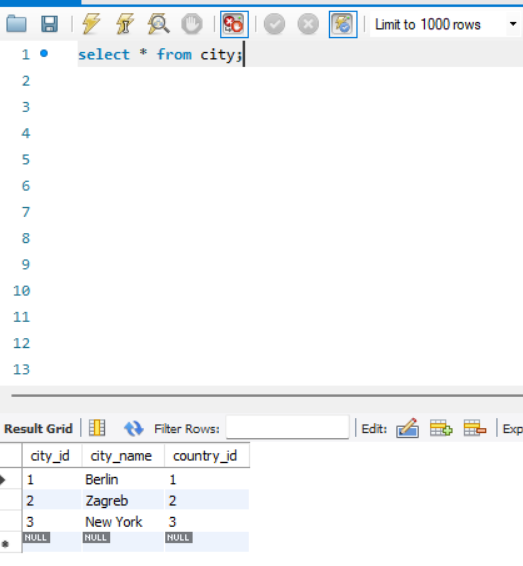 Limit to 1000 rows
1 select * from city;
2
3
4
5
6
7
8
9
10
11
12
13
Result Grid Filter Rows: Edit: Exp
city_id city_name country_id
1 Berlin 1
2 Zagreb 2
3 New York 3
NULL NULL NULL